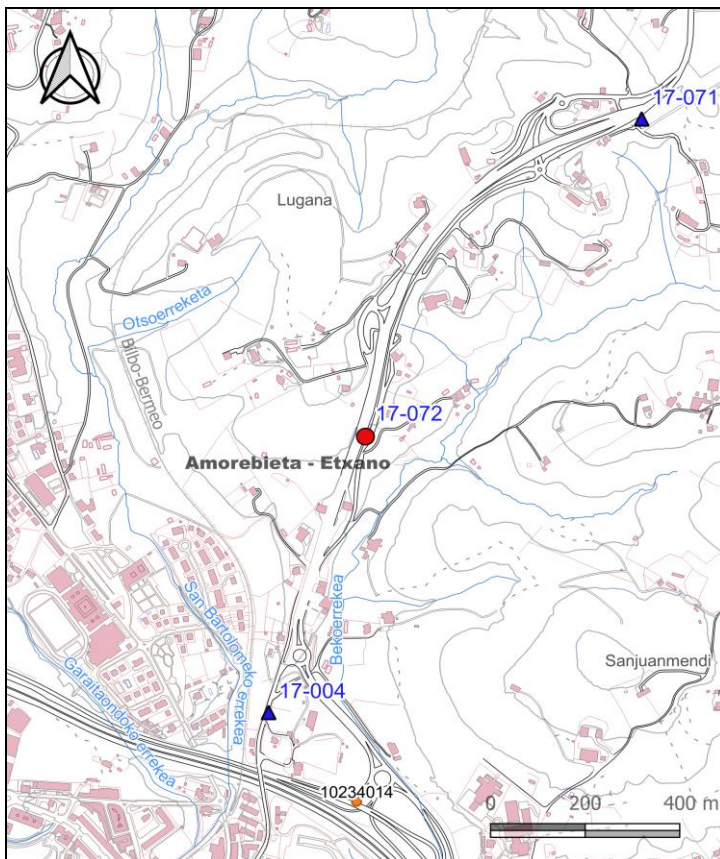 17-071
Lugana
Otsoerreketa
Bilbo-Bermeo
17-072
Amorebieta - Etxano
San Bartolomeko errekea
Bekoerrekea
Garaitaondoko errekea
Sanjuanmendi
17-004
10234014
0 200 400 m